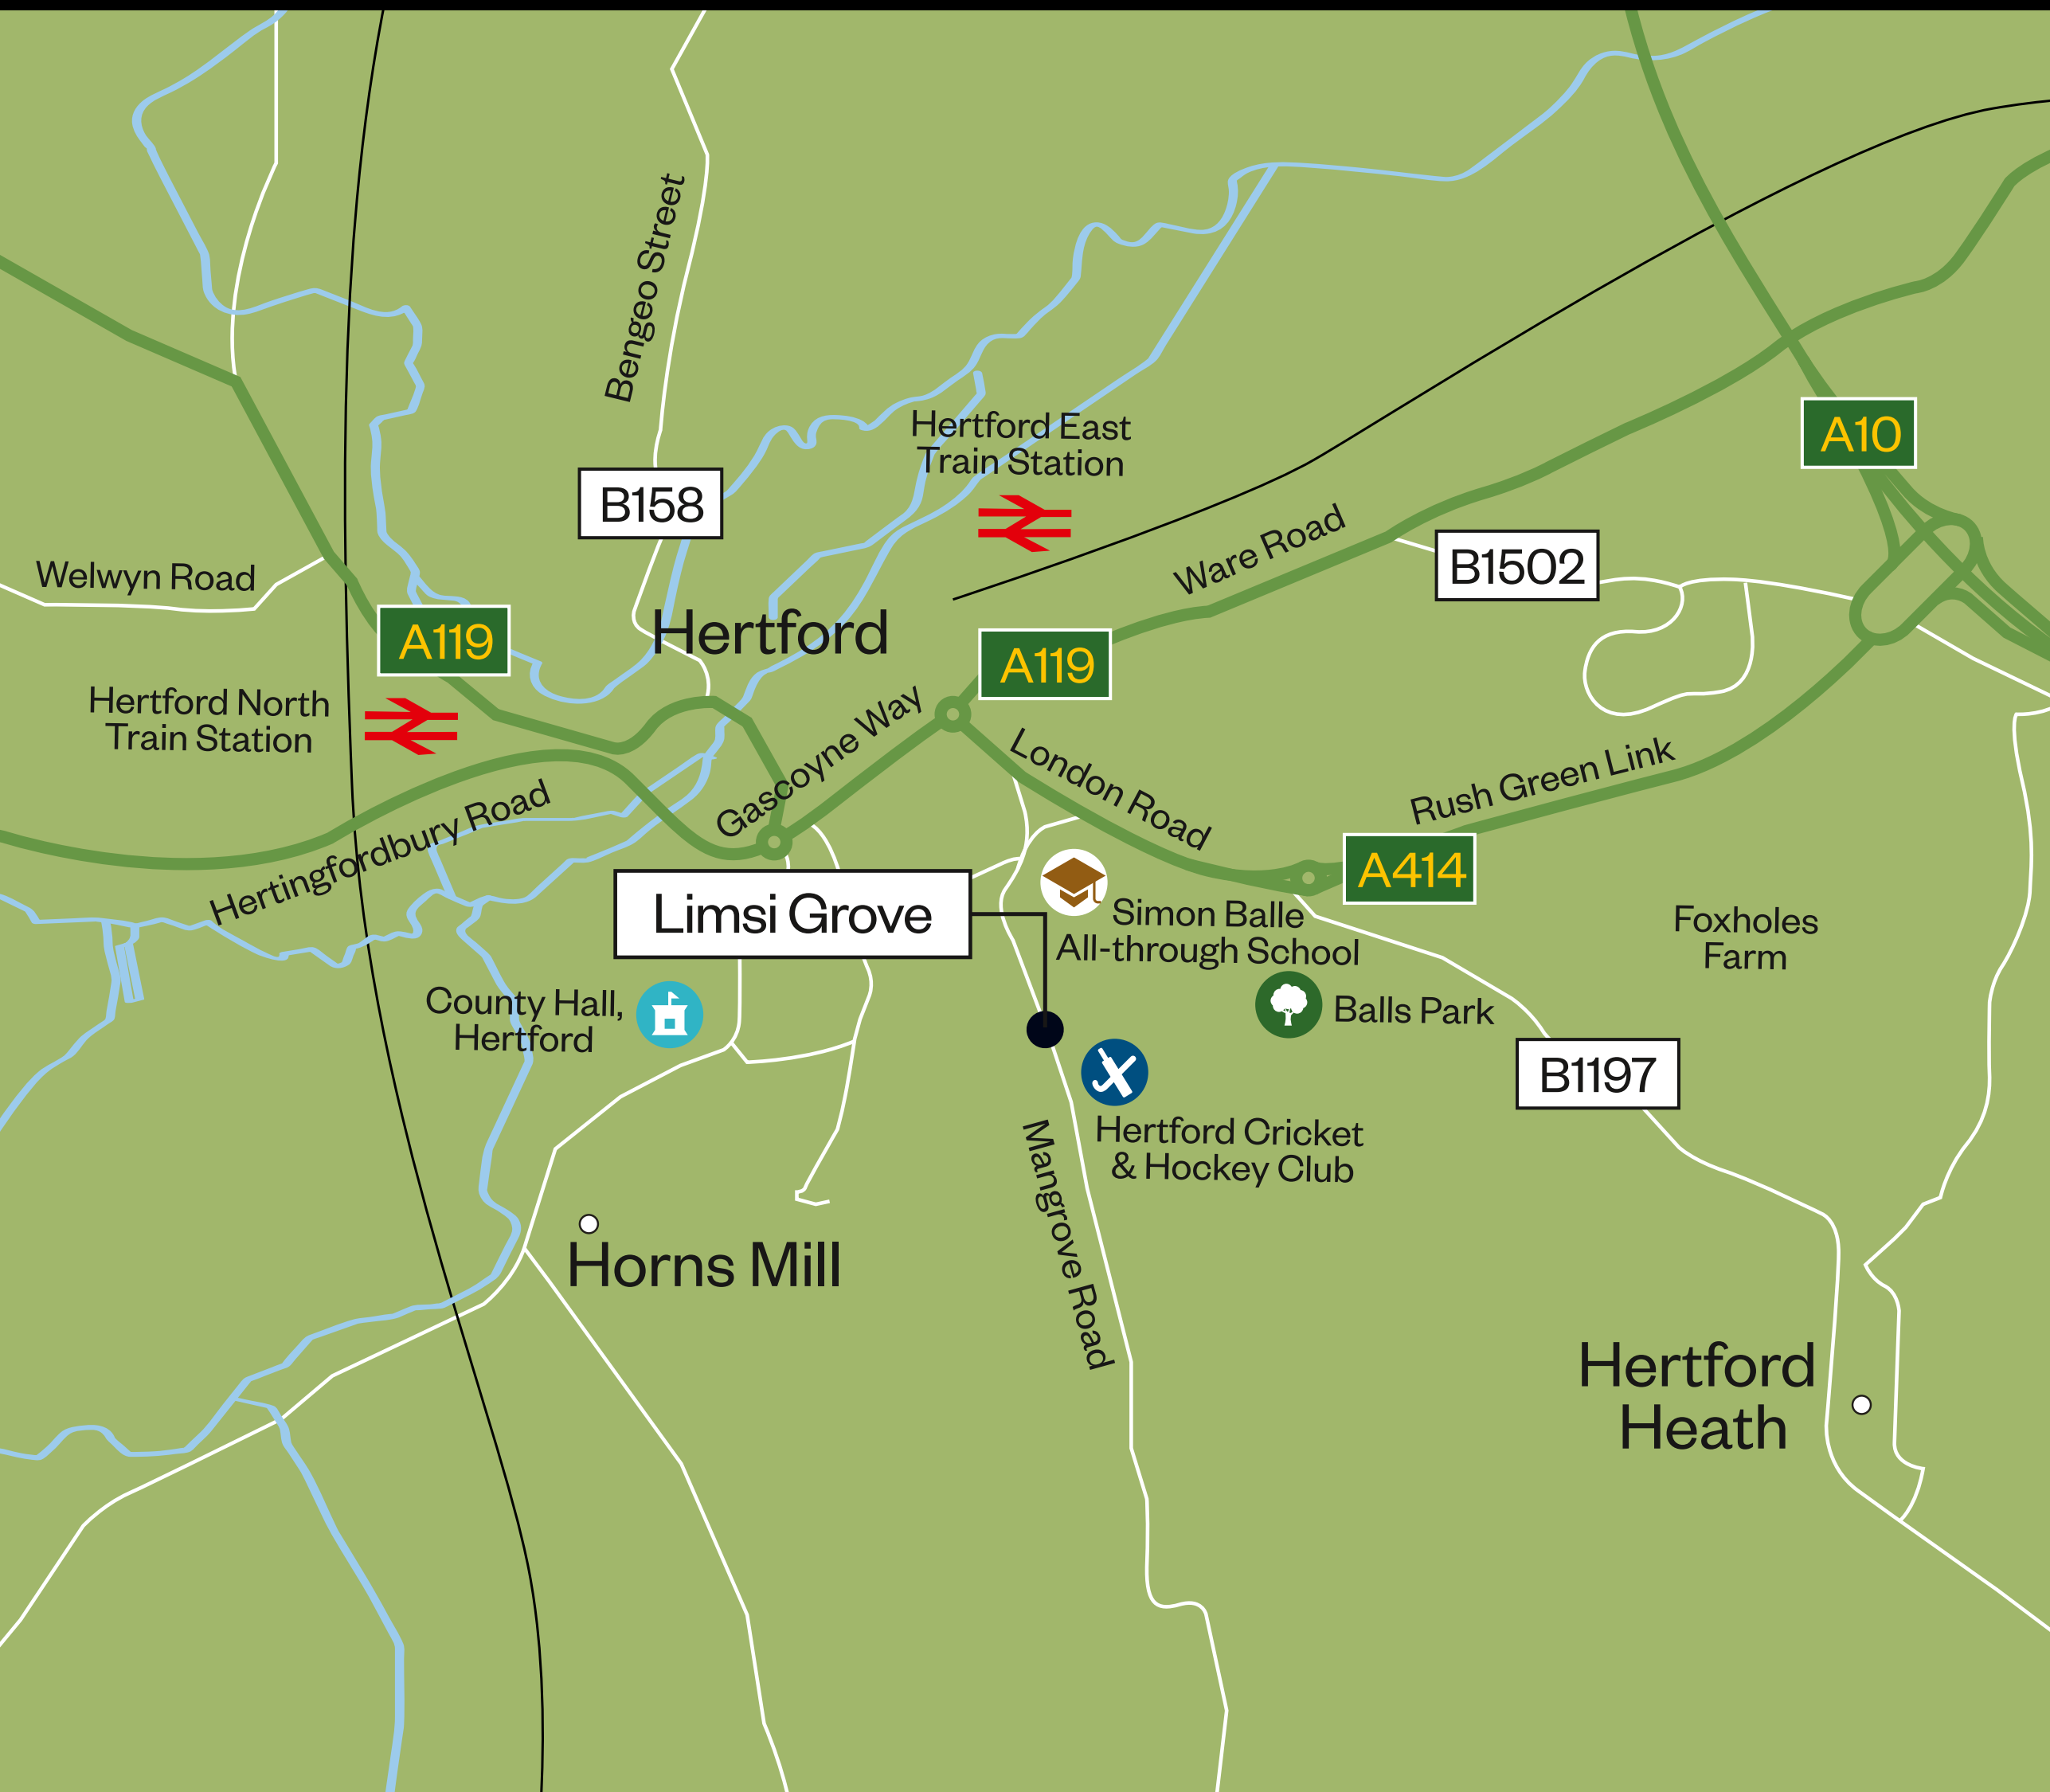 Bengeo Street
Hertford East
Train Station
A10
B158
Ware Road
B1502
Welwyn Road
Hertford
A119
A119
Hertford North
Train Station
Gascoyne Way
London Road
Rush Green Link
Hertingfordbury Road
A414
Limsi Grove
Simon Balle
All-through School
Foxholes
Farm
County Hall,
Hertford
Balls Park
B1197
Hertford Cricket
& Hockey Club
Mangrove Road
Horns Mill
Hertford
Heath